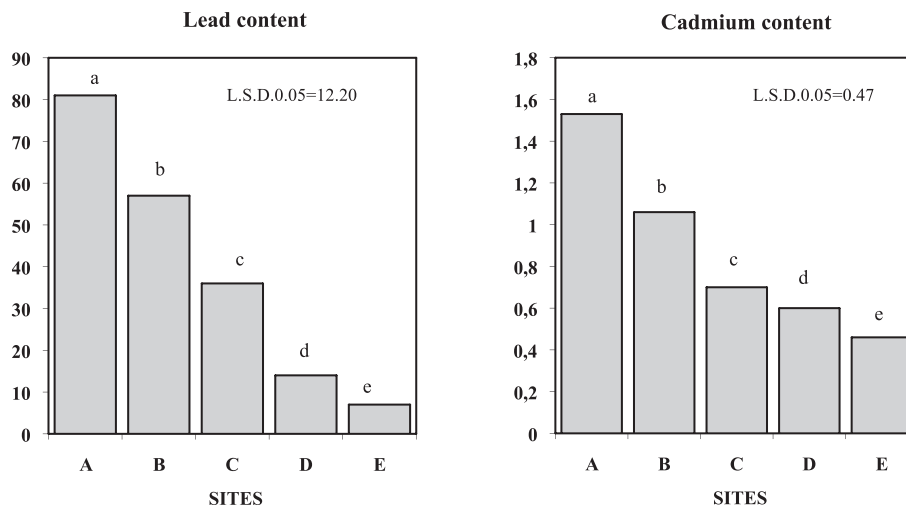 Lead content
90
80
70
60
50
40
30
20
10
0
L.S.D.0.05=12.20
a
b
c
d
e
A B C D E
SITES
Cadmium content
1,8
1,6
1,4
1,2
1
0,8
0,6
0,4
0,2
0
L.S.D.0.05=0.47
a
b
c
d
e
A B C D E
SITES